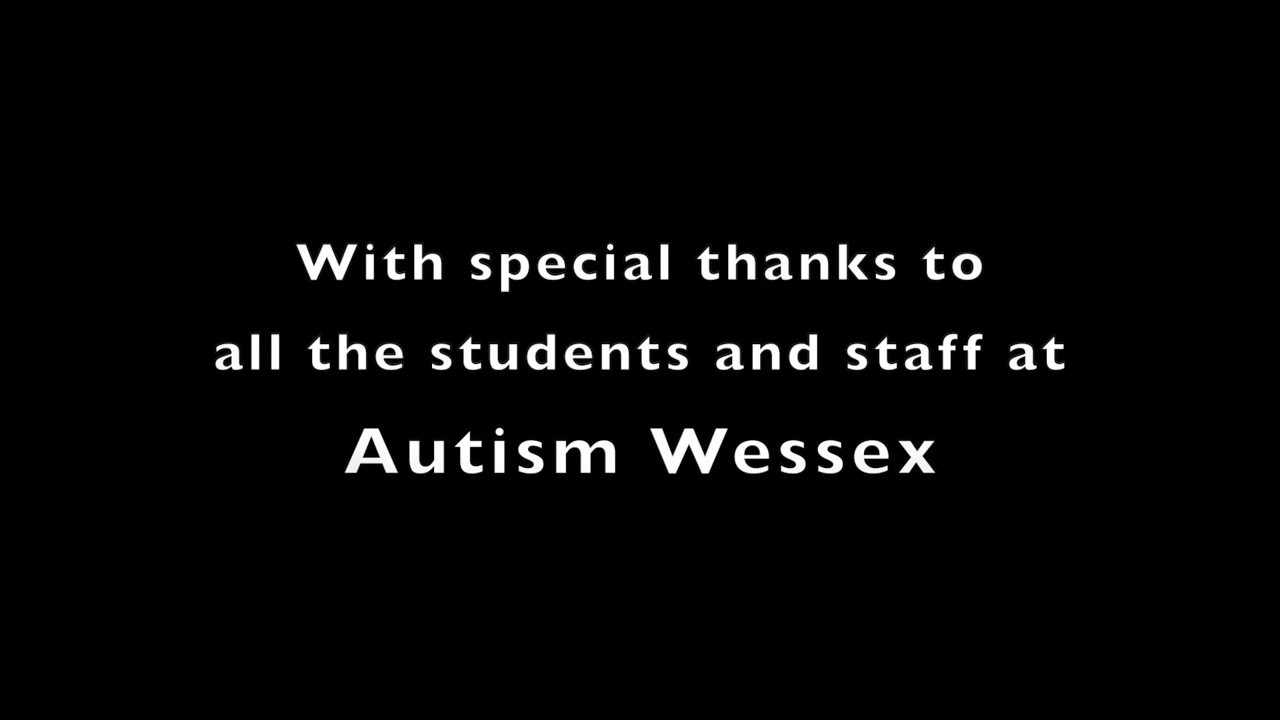 With special thanks to
all the students and staff at
Autism Wessex